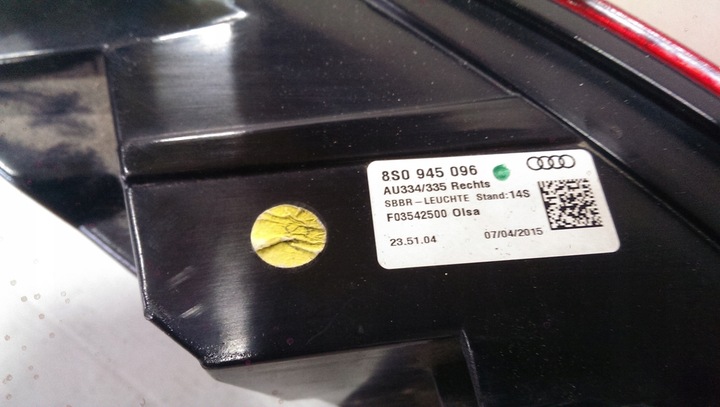 8S0 945 096
AU334/335 Rechts
SBBR-LEUCHTE Stand:14S
F03542500 Olsa
23.51.04 07/04/2015